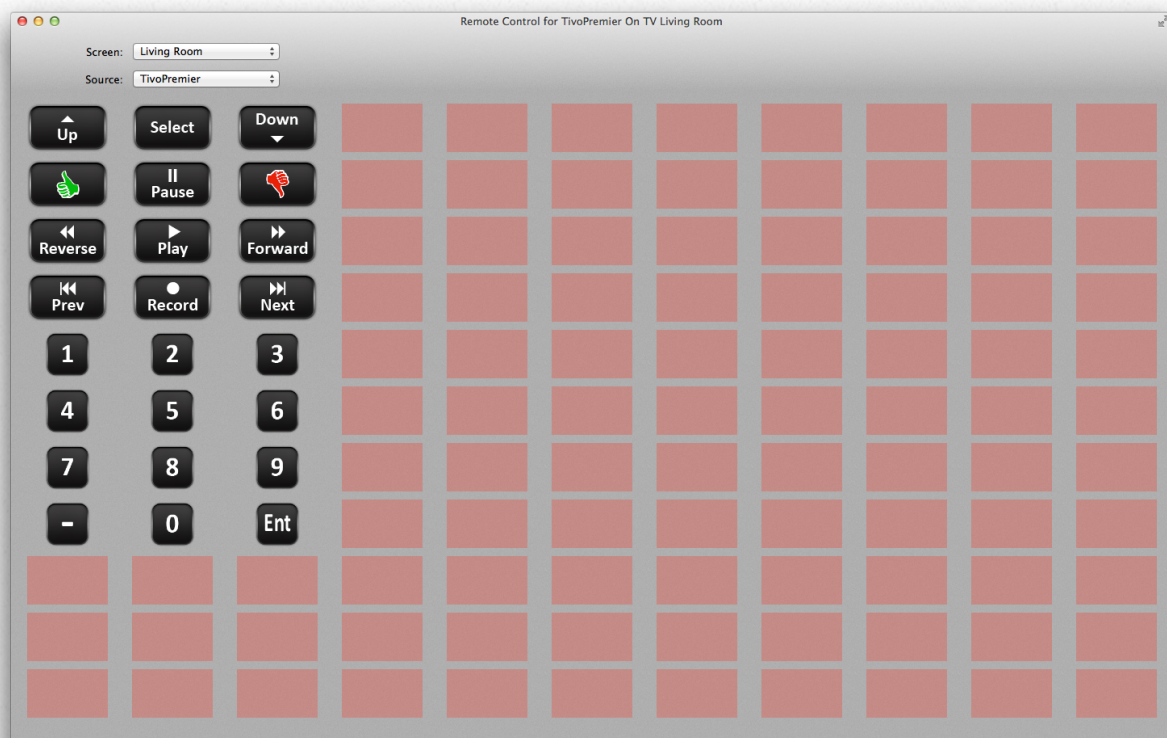 Remote Control for TivoPremier On TV Living Room
Screen: Living Room
Source: TivoPremier
Up Select Down
Pause
Reverse Play Forward
Prev Record Next
1 2 3
4 5 6
7 8 9
- 0 Ent